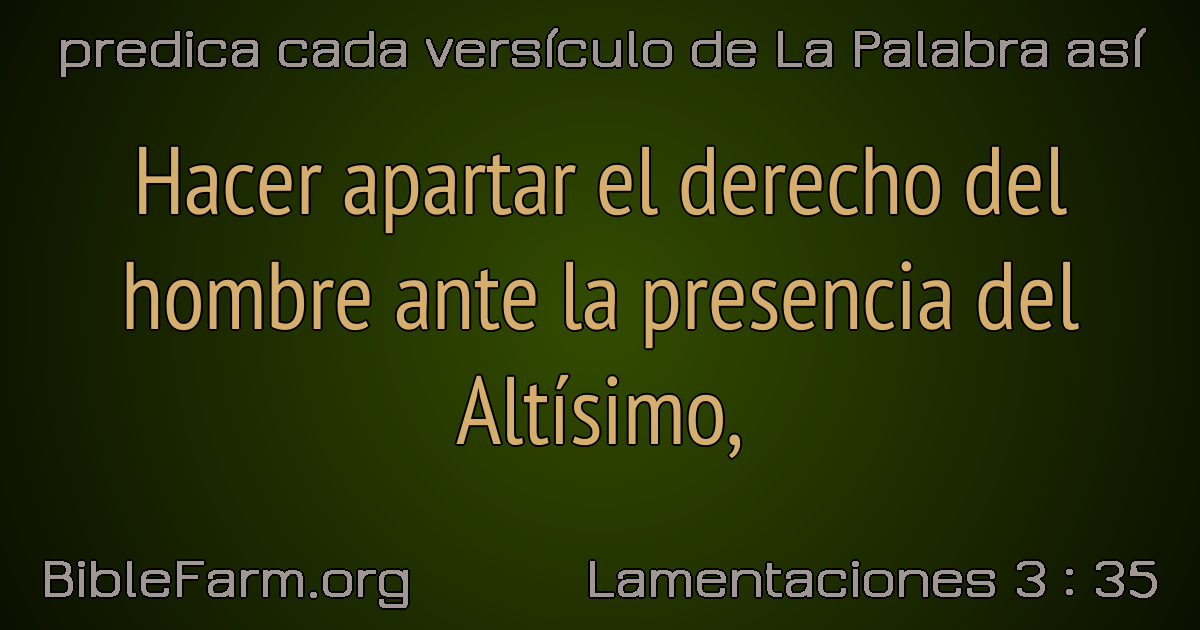 predica cada versículo de La Palabra así
Hacer apartar el derecho del
hombre ante la presencia del
Altísimo,
BibleFarm.org
Lamentaciones 3 : 35